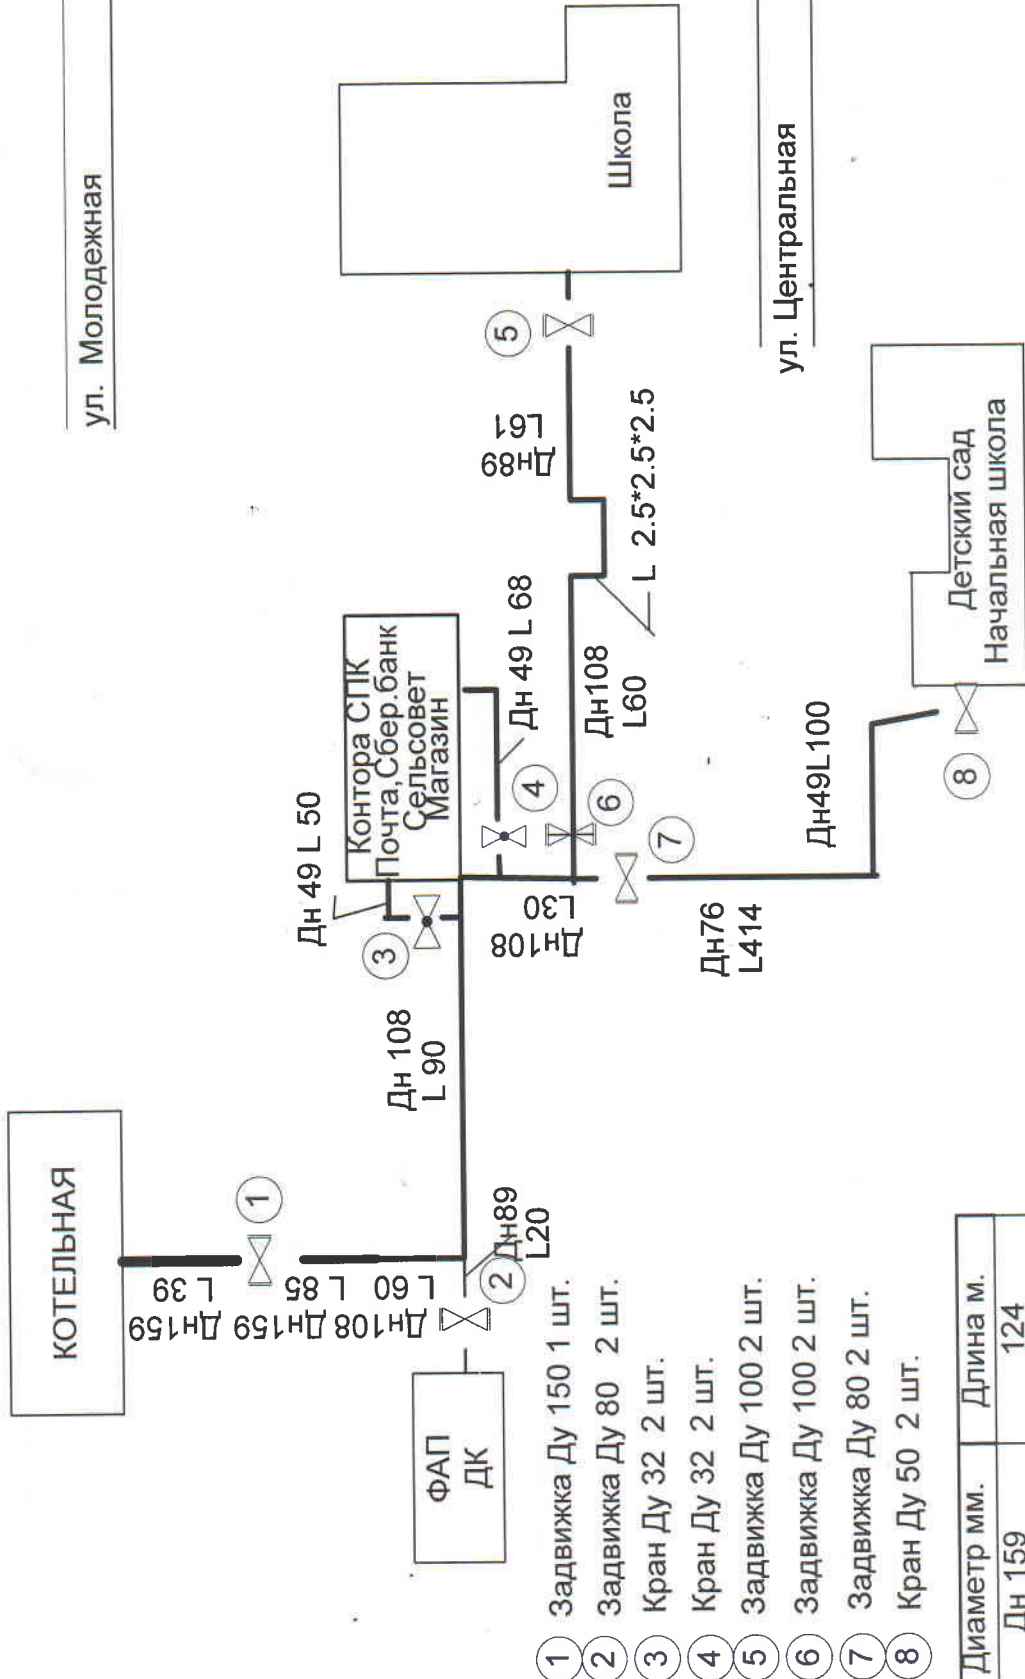 ул. Молодежная
Школа
ул. Центральная
5
Дн89
L61
L 2.5*2.5*2.5
Контора СПК
Почта,Сбер.банк
Сельсовет
Магазин
Дн 49 L 50
3
Дн 49 L 68
4
6
Дн108
L60
Дн108
L30
7
Дн76
L414
Дн49L100
8
Детский сад
Начальная школа
КОТЕЛЬНАЯ
1
Дн159
L 39
Дн159
L 85
Дн108
L 60
Дн 108
L 90
Дн89
L20
2
ФАП
ДК
1 Задвижка Ду 150 1 шт.
2 Задвижка Ду 80 2 шт.
3 Кран Ду 32 2 шт.
4 Кран Ду 32 2 шт.
5 Задвижка Ду 100 2 шт.
6 Задвижка Ду 100 2 шт.
7 Задвижка Ду 80 2 шт.
8 Кран Ду 50 2 шт.
Диаметр мм. Длина м.
Дн 159 124